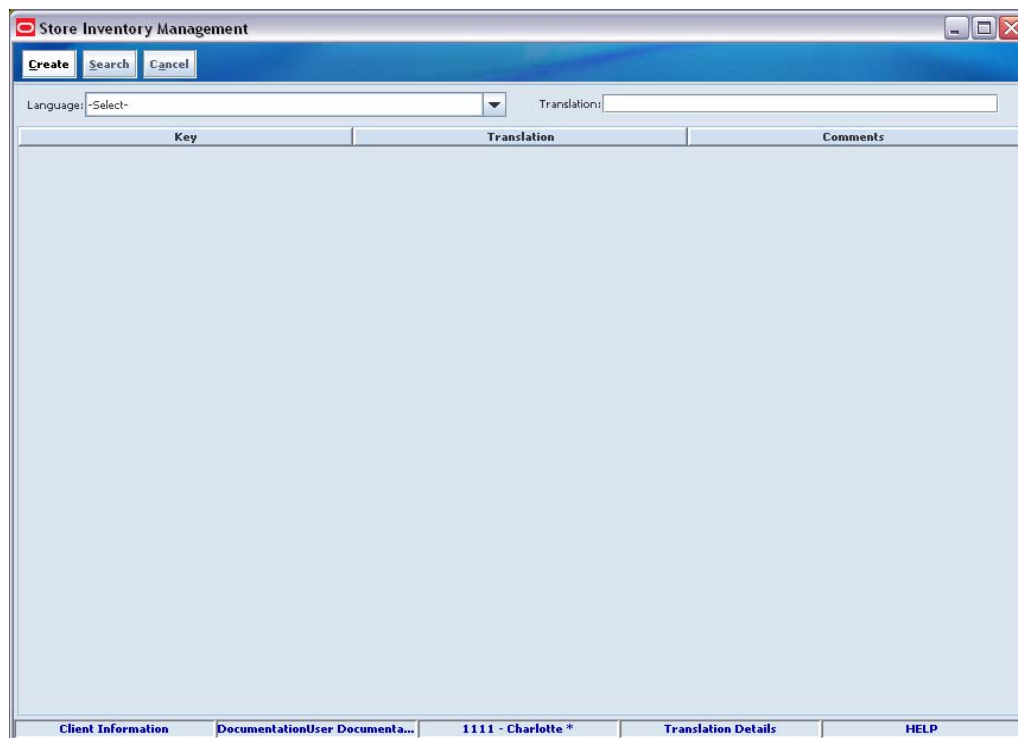 Store Inventory Management
Create Search Cancel
Language: -Select- Translation:
Key Translation Comments
Client Information DocumentationUser Documenta... 1111 - Charlotte * Translation Details HELP